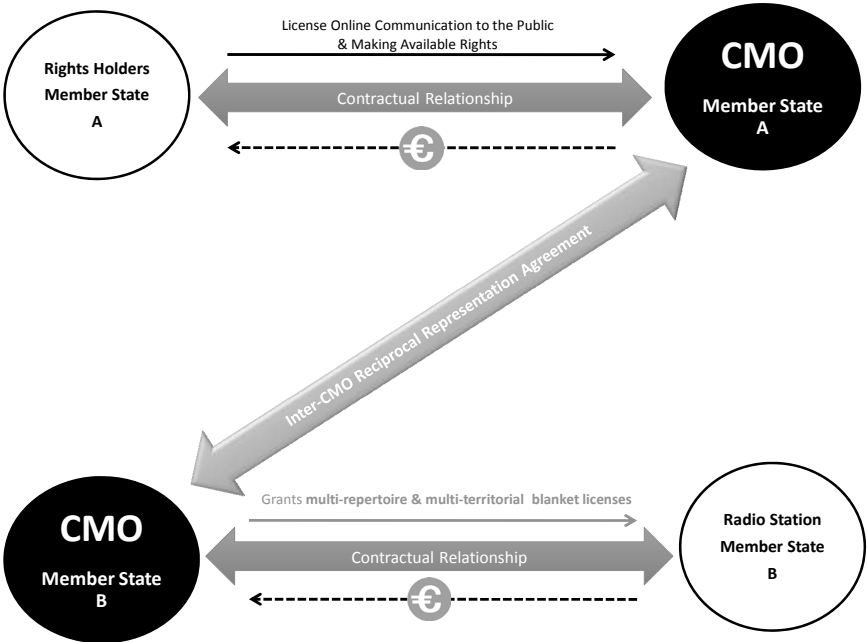 License Online Communication to the Public
& Making Available Rights
Rights Holders
Member State
A
Contractual Relationship
€
CMO
Member State
A
Inter-CMO Reciprocal Representation Agreement
CMO
Member State
B
Grants multi-repertoire & multi-territorial blanket licenses
Contractual Relationship
€
Radio Station
Member State
B